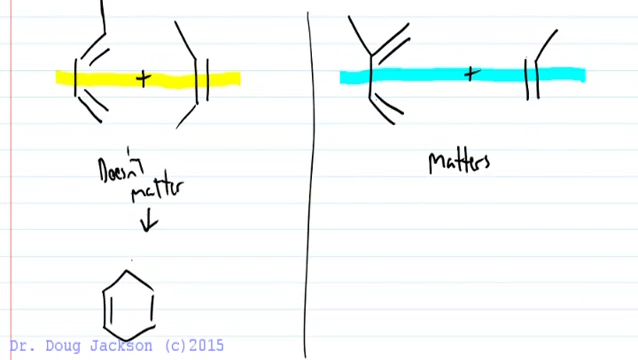 +
+
Doesn't
matter
matters
Dr. Doug Jackson (c)2015